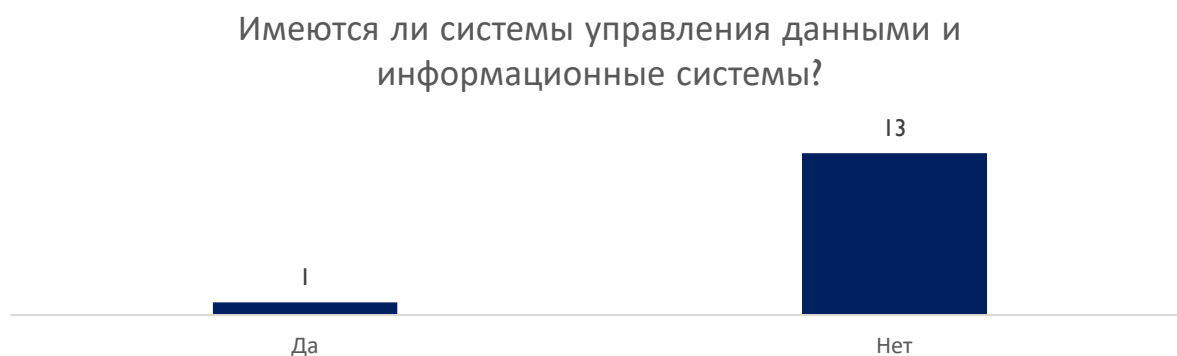 Имеются ли системы управления данными и
информационные системы?
13
1
Да
Нет